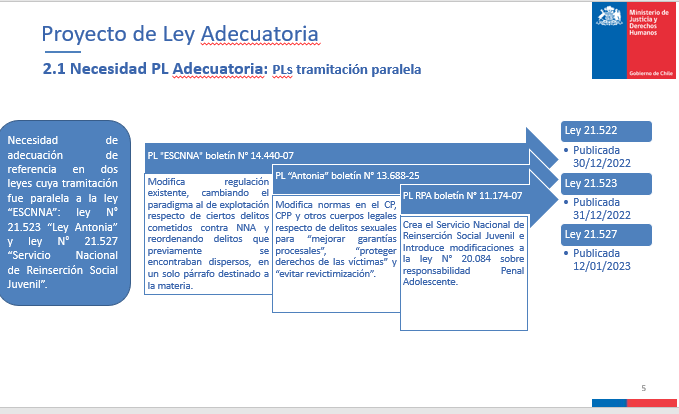 Proyecto de Ley Adecuatoria
Ministerio de
Justicia y
Derechos
Humanos
Gobierno de Chile
2.1 Necesidad PL Adecuatoria: PLs tramitación paralela
Necesidad de
adecuación de
referencia en dos
leyes cuya tramitación
fue paralela a la ley
“ESCNNA”: ley N°
21.523 “Ley Antonia”
y ley N° 21.527
“Servicio Nacional
de Reinserción Social
Juvenil”.
PL "ESCNNA" boletín N° 14.440-07
Modifica regulación
existente, cambiando el
paradigma al de explotación
respecto de ciertos delitos
cometidos contra NNA y
reordenando delitos que
previamente se
encontraban dispersos, en
un solo párrafo destinado a
la materia.
PL “Antonia” boletín N° 13.688-25
Modifica normas en el CP,
CPP y otros cuerpos legales
respecto de delitos sexuales
para “mejorar garantías
procesales”, “proteger
derechos de las víctimas” y
“evitar revictimización”.
PL RPA boletín N° 11.174-07
Crea el Servicio Nacional de
Reinserción Social Juvenil e
Introduce modificaciones a
la ley N° 20.084 sobre
responsabilidad Penal
Adolescente.
Ley 21.522
• Publicada
30/12/2022
Ley 21.523
• Publicada
31/12/2022
Ley 21.527
• Publicada
12/01/2023
5